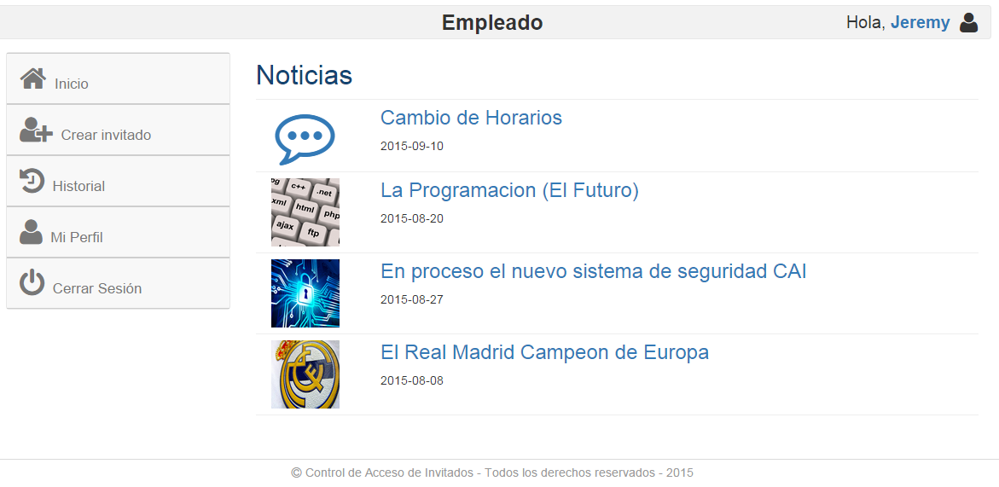 Empleado
Hola, Jeremy
Inicio
Crear invitado
Historial
Mi Perfil
Cerrar Sesión
Noticias
Cambio de Horarios
2015-09-10
c++
.net
xml
html
php
ajax
ftp
La Programacion (El Futuro)
2015-08-20
En proceso el nuevo sistema de seguridad CAI
2015-08-27
El Real Madrid Campeon de Europa
2015-08-08
© Control de Acceso de Invitados - Todos los derechos reservados - 2015